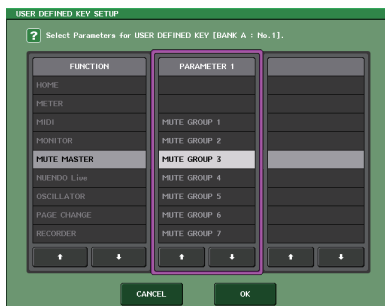 USER DEFINED KEY SETUP
? Select Parameters for USER DEFINED KEY [BANK A : No.1].
FUNCTION
HOME
METER
MIDI
MONITOR
MUTE MASTER
NUENDO Live
OSCILLATOR
PAGE CHANGE
RECORDER
PARAMETER 1
MUTE GROUP 1
MUTE GROUP 2
MUTE GROUP 3
MUTE GROUP 4
MUTE GROUP 5
MUTE GROUP 6
MUTE GROUP 7
CANCEL
OK